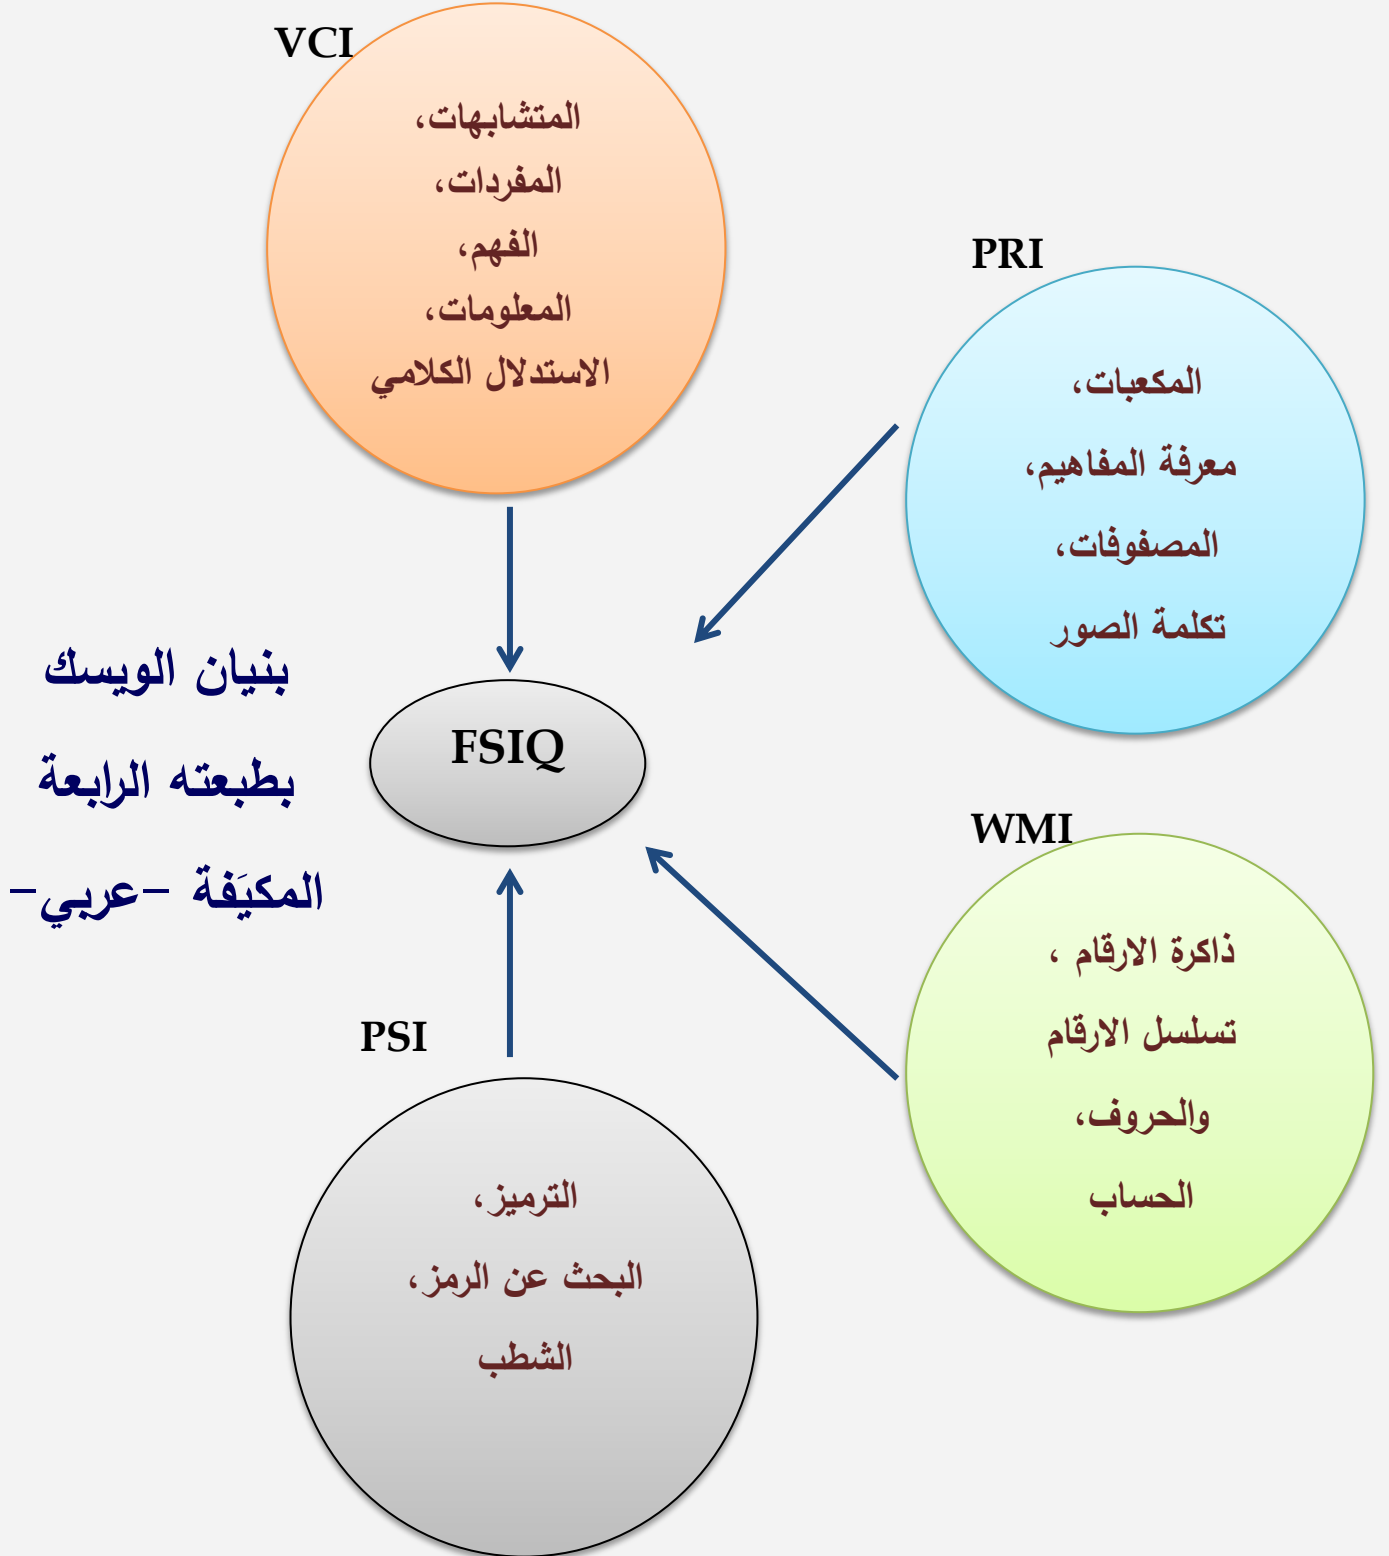 VCI
المتشابهات،
المفردات،
الفهم،
المعلومات،
الاستدلال الكلامي
PRI
المكعبات،
معرفة المفاهيم،
المصفوفات،
تكلمة الصور
بنيان الويسك
بطبعته الرابعة
المكيَفة -عربي-
FSIQ
WMI
ذاكرة الارقام ،
تسلسل الارقام
والحروف،
الحساب
PSI
الترميز،
البحث عن الرمز،
الشطب